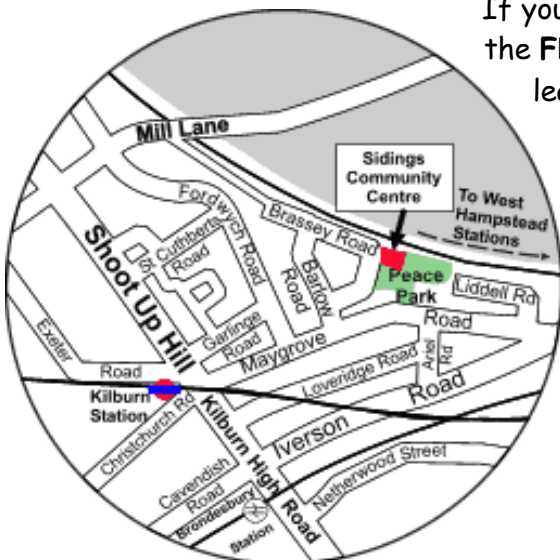 If you
the Fl
lea
Mill Lane
Sidings
Community
Centre
To West
Hampstead
Stations
Fordwych Road
Brassey Road
St Cuthberts
Road
Shoot Up Hill
Barlow
Road
Peace
Park
Liddell Rd
Garlinge
Road
Maygrove
Road
Exeter
Road
Ariel
Rd
Loveridge Road
Kilburn
Station
Christchurch Rd
Iverson
Road
Kilburn High Road
Cavendish
Road
Netherwood Street
Brondesbury
Station